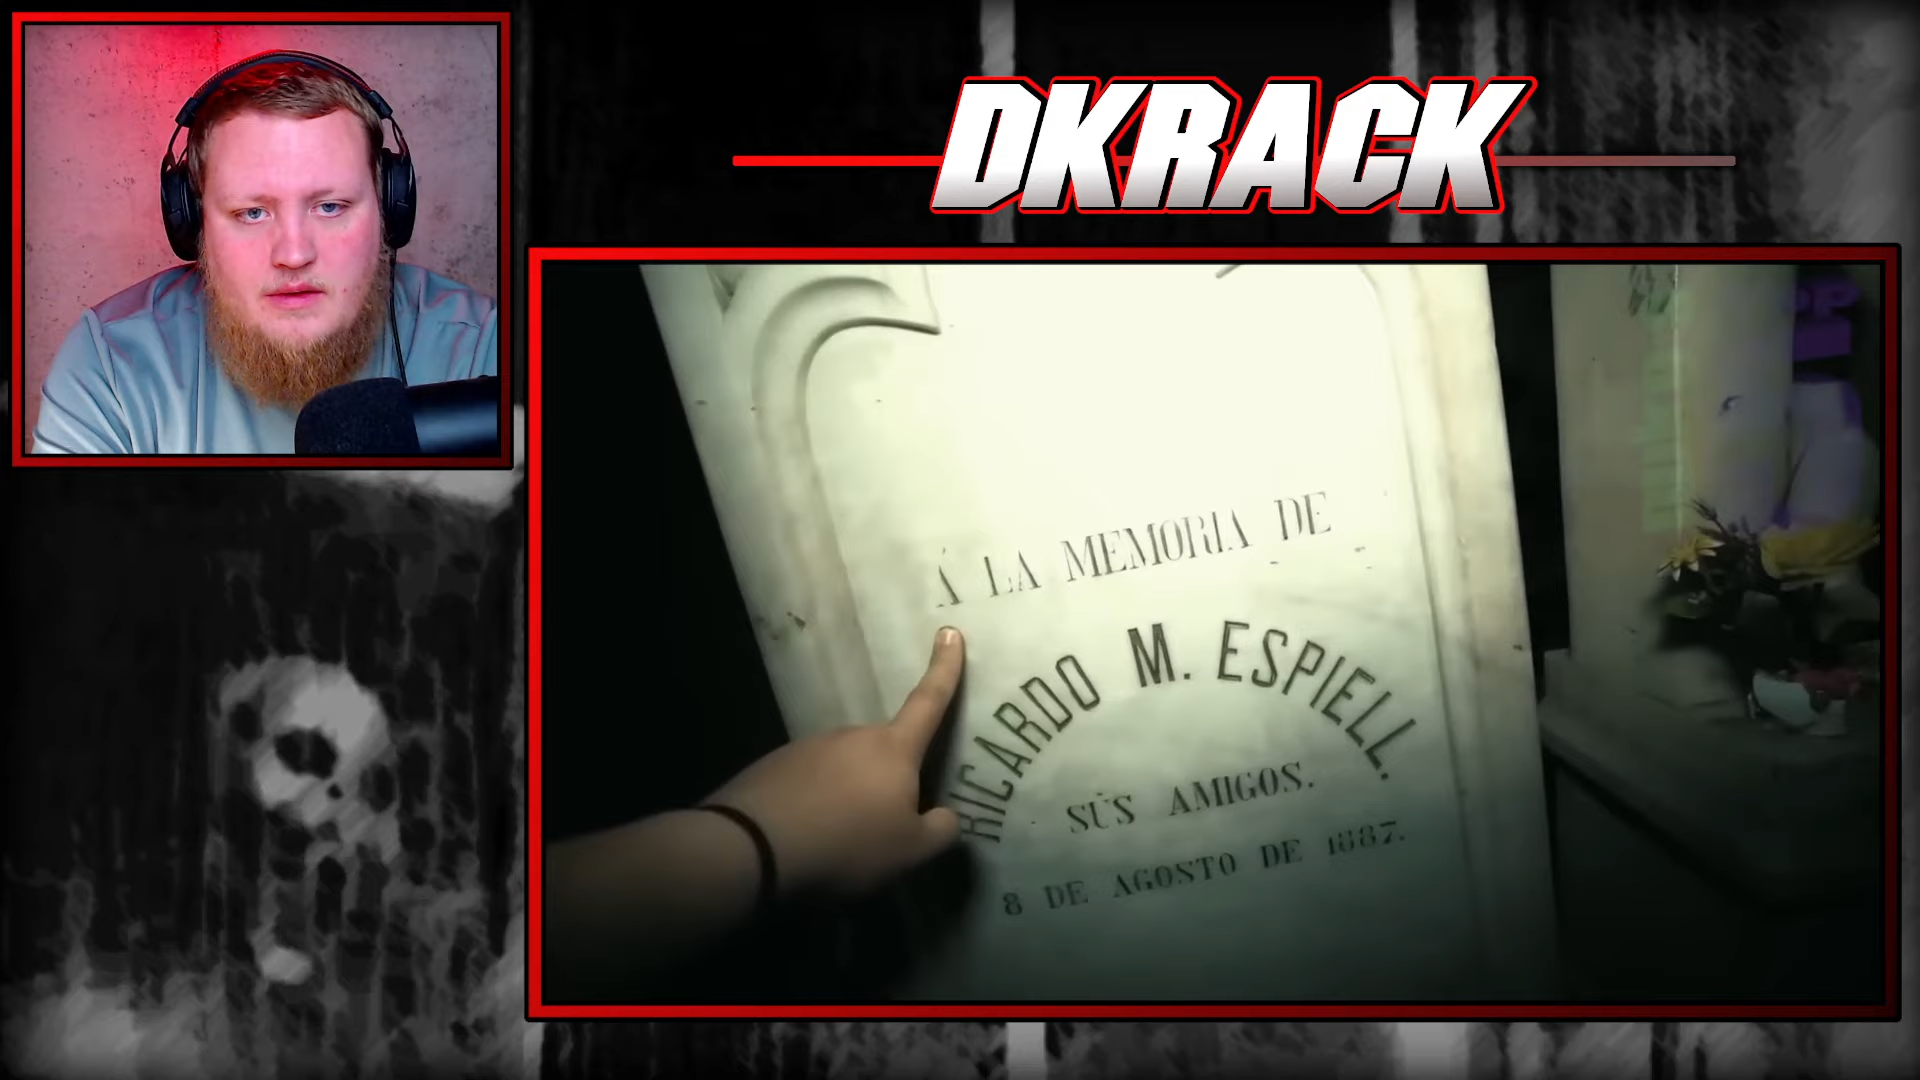 DKRACK
Á LA MEMORIA DE
RICARDO M. ESPIELL.
SUS AMIGOS.
8 DE AGOSTO DE 1887.